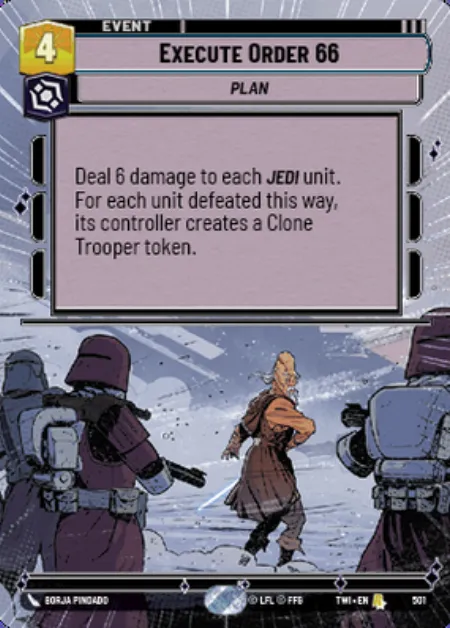 EVENT
4
EXECUTE ORDER 66
PLAN
Deal 6 damage to each JEDI unit.
For each unit defeated this way,
its controller creates a Clone
Trooper token.
BORJA PINDADO
© LFL © FFG
TWI • EN
501